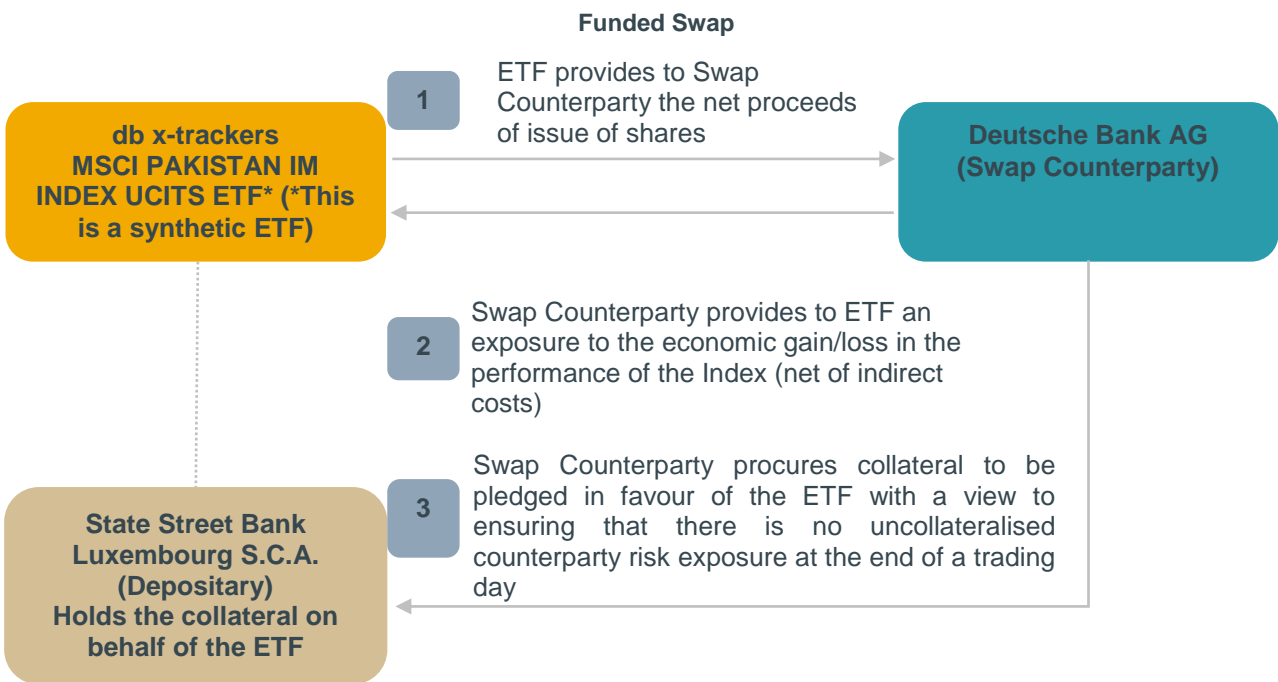 Funded Swap
1
ETF provides to Swap
Counterparty the net proceeds
of issue of shares
db x-trackers
MSCI PAKISTAN IM
INDEX UCITS ETF* (*This
is a synthetic ETF)
Deutsche Bank AG
(Swap Counterparty)
2
Swap Counterparty provides to ETF an
exposure to the economic gain/loss in the
performance of the Index (net of indirect
costs)
3
Swap Counterparty procures collateral to be
pledged in favour of the ETF with a view to
ensuring that there is no uncollateralised
counterparty risk exposure at the end of a trading
day
State Street Bank
Luxembourg S.C.A.
(Depositary)
Holds the collateral on
behalf of the ETF